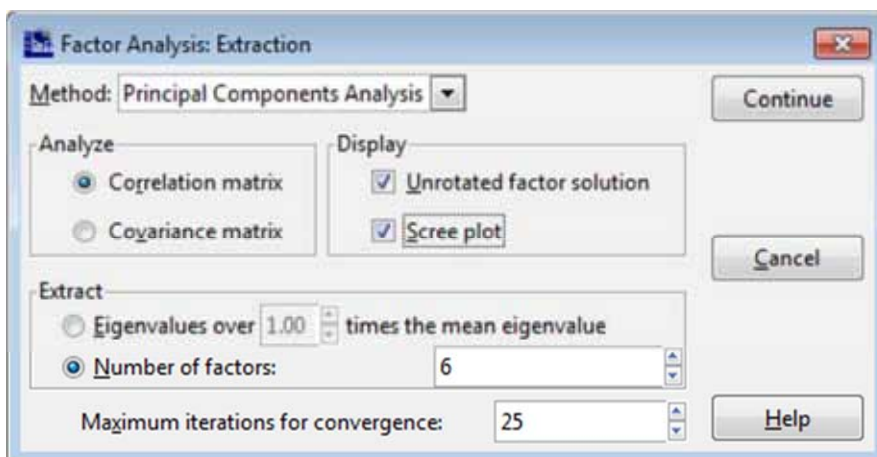 Factor Analysis: Extraction
Method: Principal Components Analysis
Continue
Analyze
Display
Correlation matrix
Unrotated factor solution
Covariance matrix
Scree plot
Cancel
Extract
Eigenvalues over 1.00 times the mean eigenvalue
Number of factors: 6
Maximum iterations for convergence: 25
Help